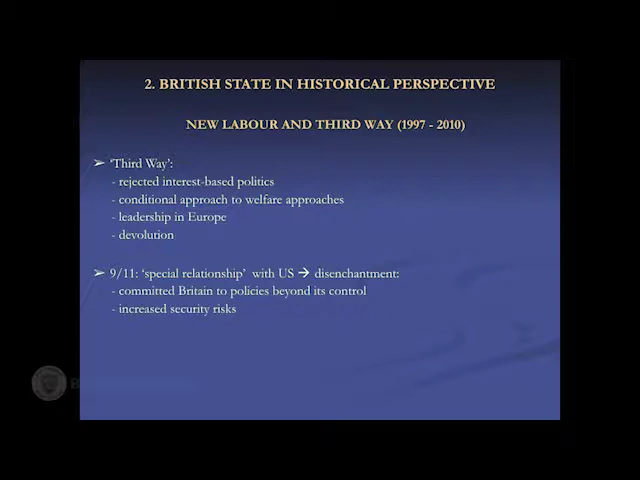 2. BRITISH STATE IN HISTORICAL PERSPECTIVE
NEW LABOUR AND THIRD WAY (1997 - 2010)
➢ ‘Third Way’:
- rejected interest-based politics
- conditional approach to welfare approaches
- leadership in Europe
- devolution
➢ 9/11: ‘special relationship’ with US → disenchantment:
- committed Britain to policies beyond its control
- increased security risks